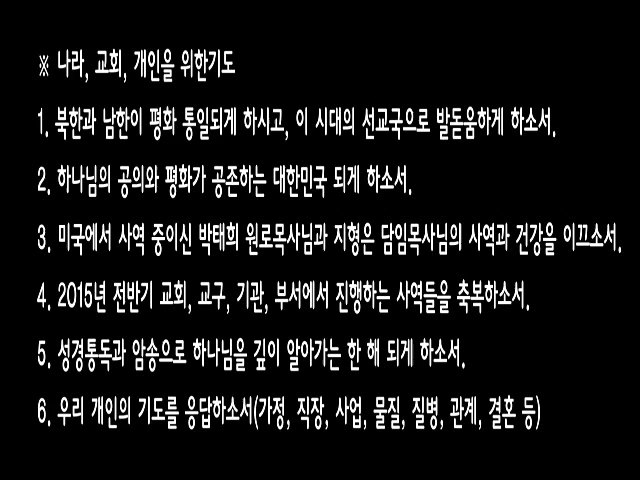 ※ 나라, 교회, 개인을 위한기도
1. 북한과 남한이 평화 통일되게 하시고, 이 시대의 선교국으로 발돋움하게 하소서.
2. 하나님의 공의와 평화가 공존하는 대한민국 되게 하소서.
3. 미국에서 사역 중이신 박태희 원로목사님과 지형은 담임목사님의 사역과 건강을 이끄소서.
4. 2015년 전반기 교회, 교구, 기관, 부서에서 진행하는 사역들을 축복하소서.
5. 성경통독과 암송으로 하나님을 깊이 알아가는 한 해 되게 하소서.
6. 우리 개인의 기도를 응답하소서(가정, 직장, 사업, 물질, 질병, 관계, 결혼 등)